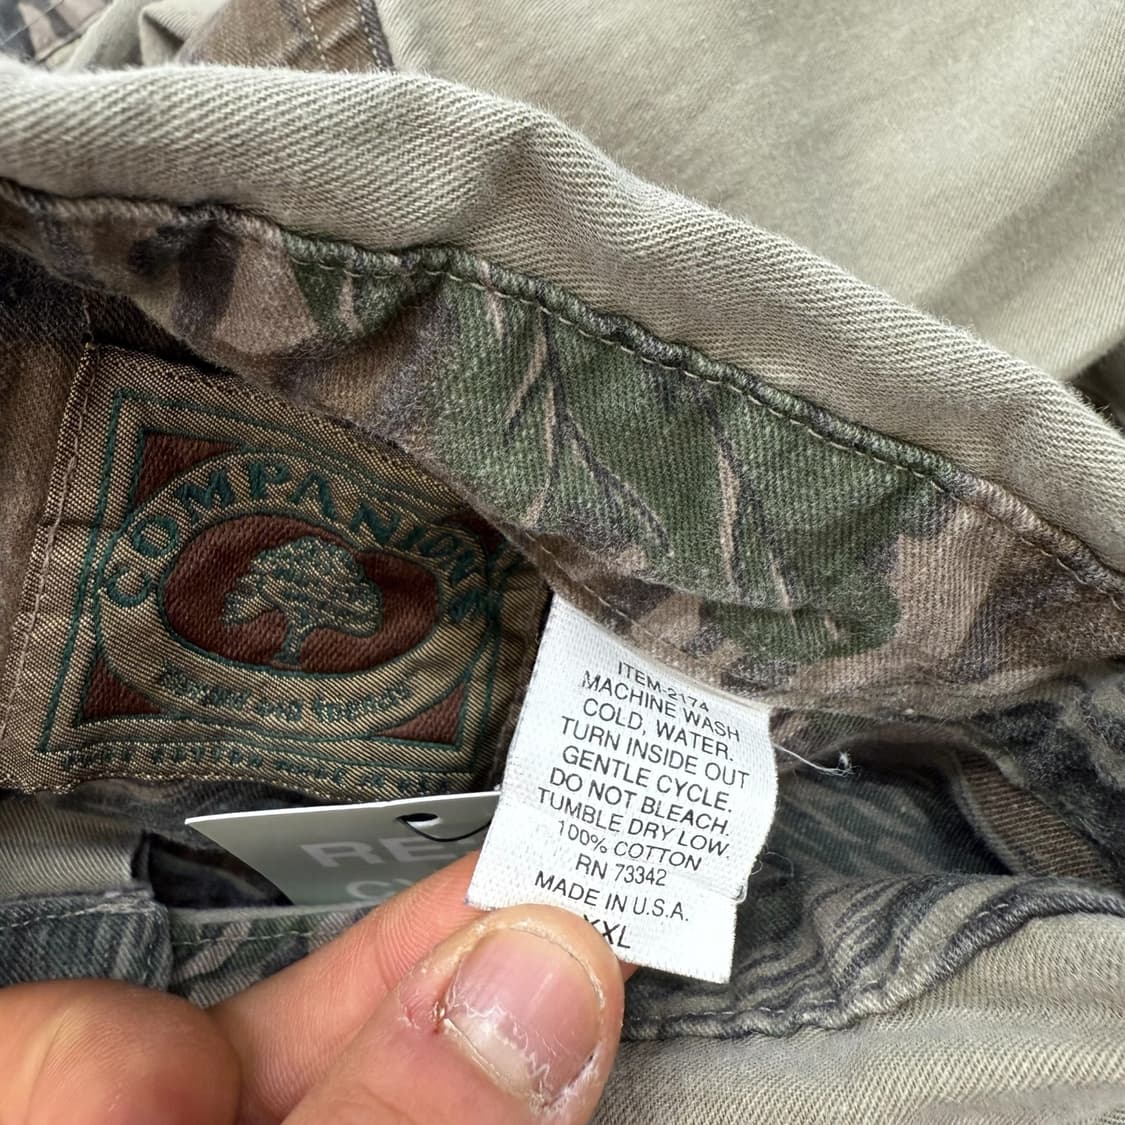 COMPANIONS
ITEM-2174
MACHINE WASH
COLD. WATER.
TURN INSIDE OUT
GENTLE CYCLE.
DO NOT BLEACH.
TUMBLE DRY LOW.
100% COTTON
RN 73342
MADE IN U.S.A.
XXL
RE